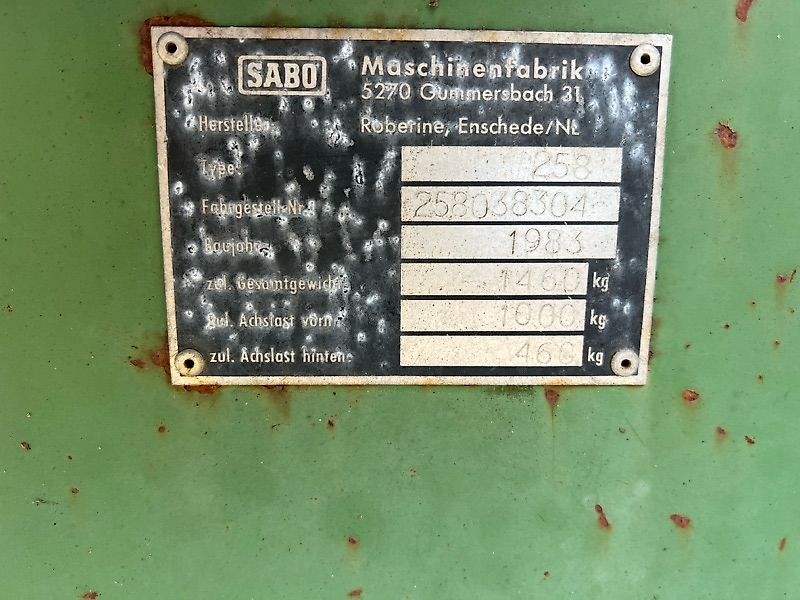 SABO Maschinenfabrik
5270 Gummersbach 31
Hersteller: Roberine, Enschede/NL
Type: 258
Fahrgestell-Nr.: 258038304
Baujahr: 1983
zul. Gesamtgewicht: 1460 kg
zul. Achslast vorn: 1000 kg
zul. Achslast hinten: 460 kg